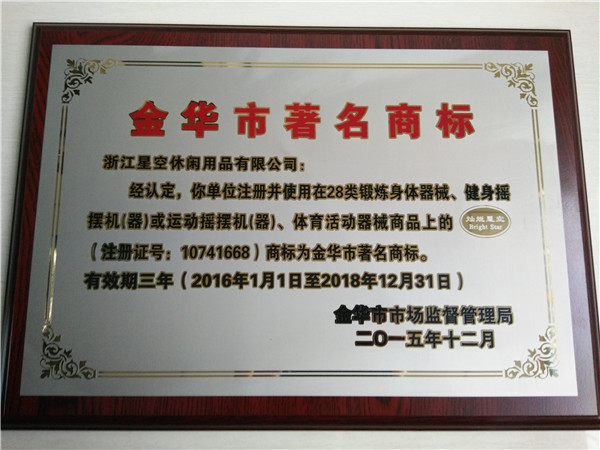 金华市著名商标
浙江星空休闲用品有限公司：
经认定，你单位注册并使用在28类锻炼身体器械、健身摇
摆机(器)或运动摇摆机(器)、体育活动器械商品上的 灿烂星空 Bright Star
（注册证号：10741668）商标为金华市著名商标。
有效期三年（2016年1月1日至2018年12月31日）
金华市市场监督管理局
二〇一五年十二月